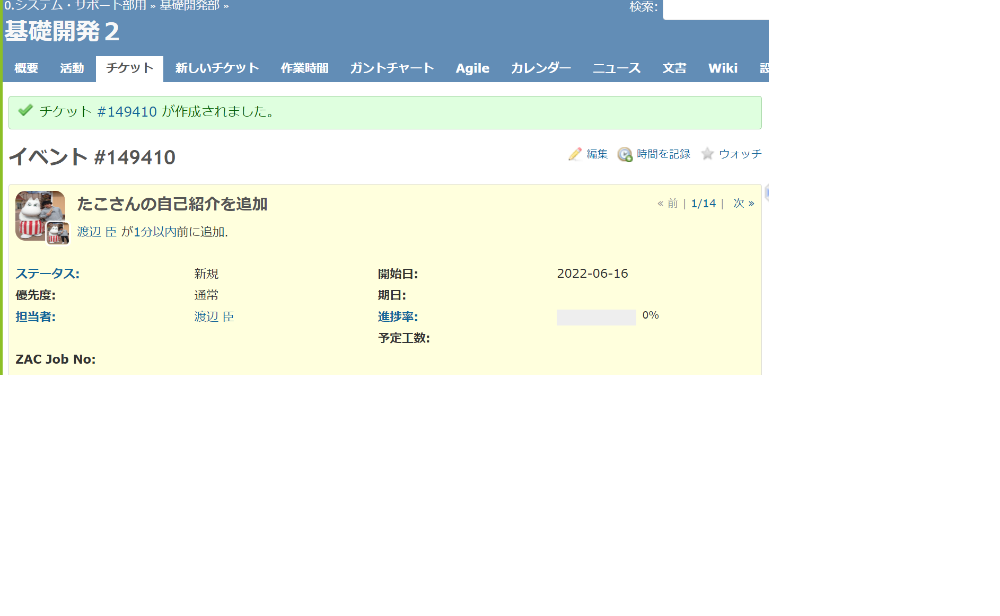 0.システム・サポート部用 » 基礎開発部 »
検索:
基礎開発２
概要 活動 チケット 新しいチケット 作業時間 ガントチャート Agile カレンダー ニュース 文書 Wiki 設
チケット #149410 が作成されました。
イベント #149410
編集 時間を記録 ウォッチ
たこさんの自己紹介を追加
« 前 | 1/14 | 次 »
渡辺 臣 が1分以内前に追加.
ステータス: 新規 開始日: 2022-06-16
優先度: 通常 期日:
担当者: 渡辺 臣 進捗率: 0%
予定工数:
ZAC Job No: